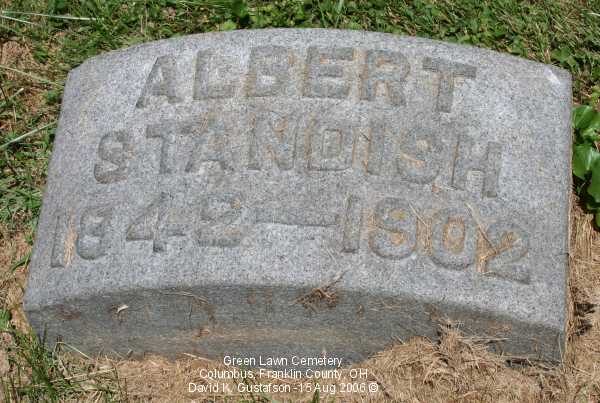 ALBERT
STANDISH
1842-1902
Green Lawn Cemetery
Columbus, Franklin County, OH
David K. Gustafson -15 Aug 2006 ©